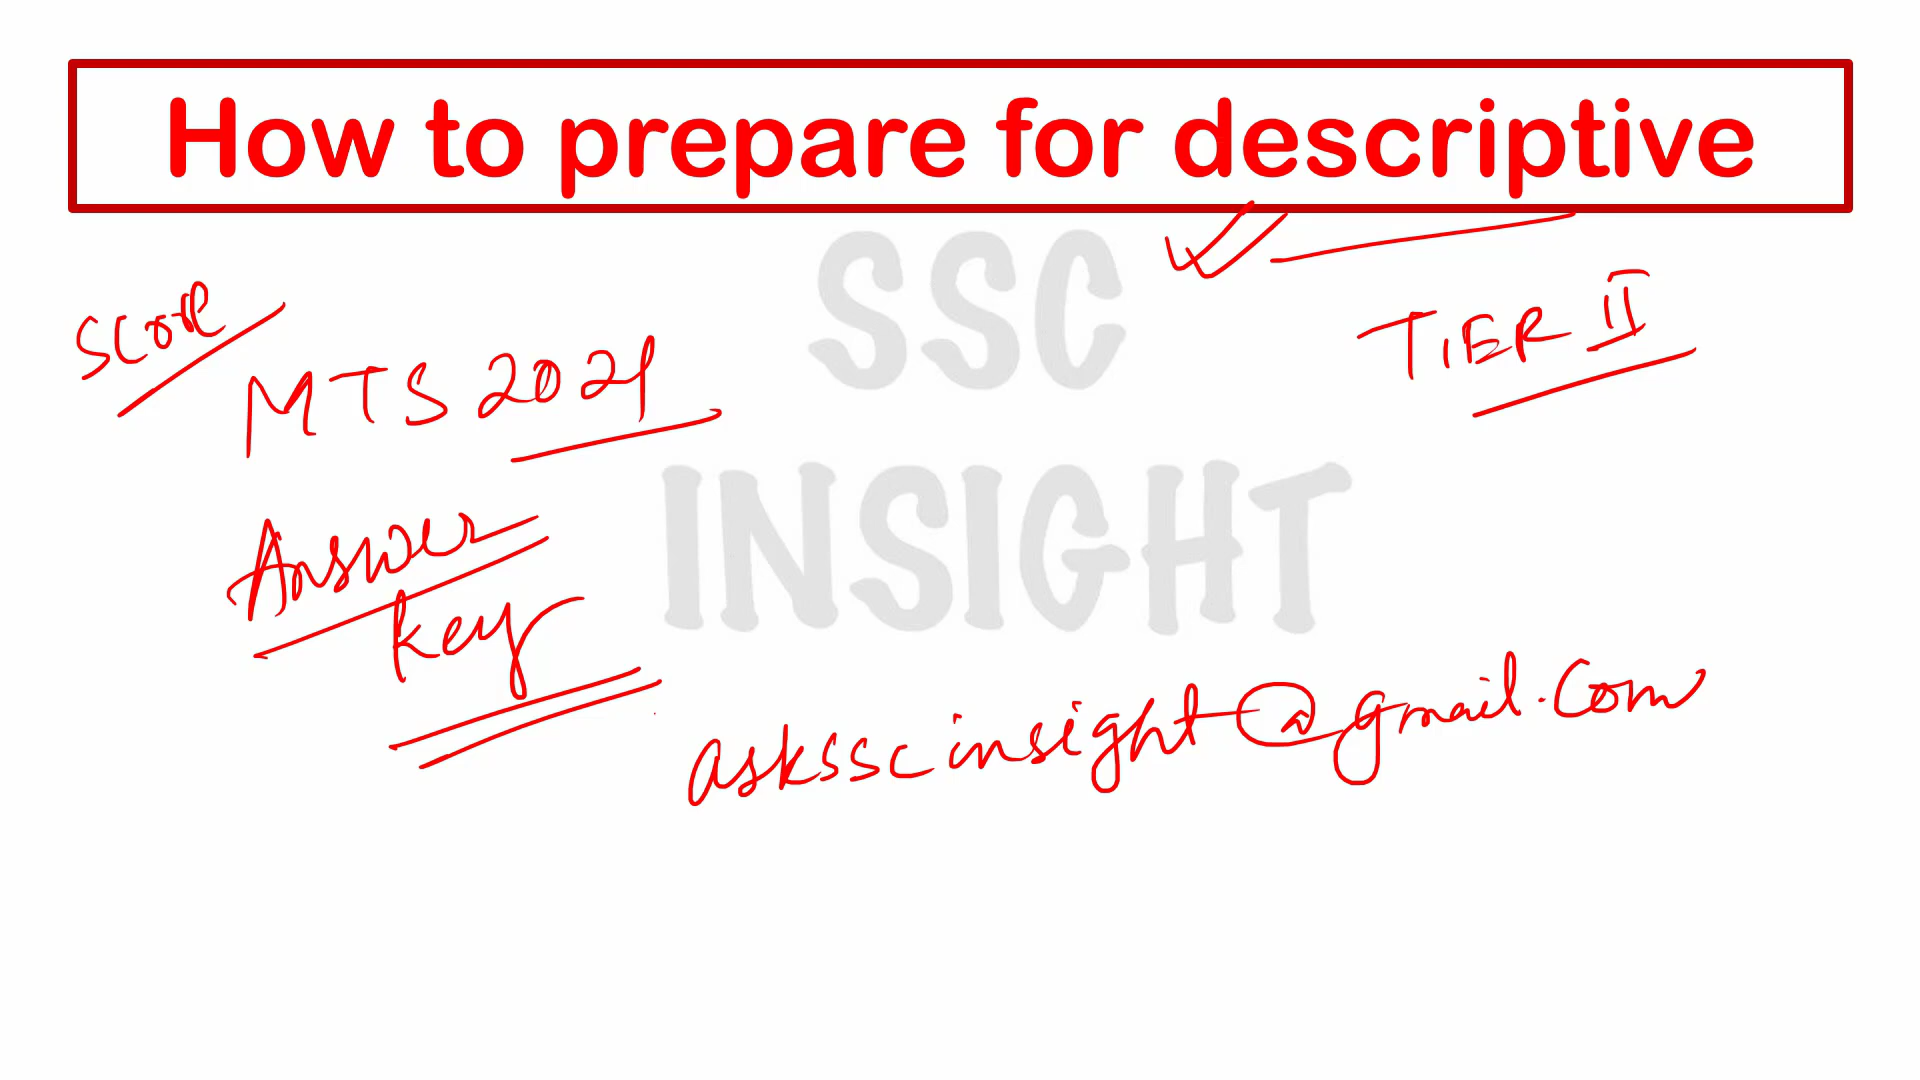 How to prepare for descriptive
SSC
INSIGHT
Score
MTS 2021
TIER II
Answer
key
asksscinsight@gmail.com